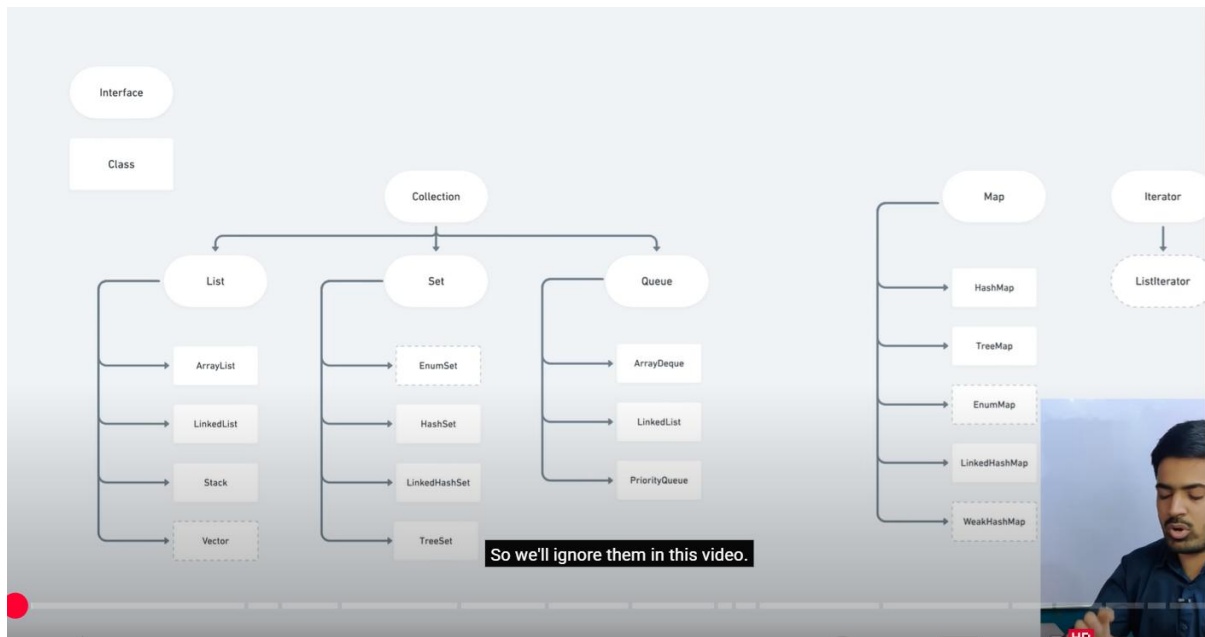 Interface
Class
Collection
Map
Iterator
List
Set
Queue
ListIterator
HashMap
ArrayList
EnumSet
ArrayDeque
TreeMap
LinkedList
HashSet
LinkedList
EnumMap
Stack
LinkedHashSet
PriorityQueue
LinkedHashMap
Vector
TreeSet
WeakHashMap
So we'll ignore them in this video.
HD